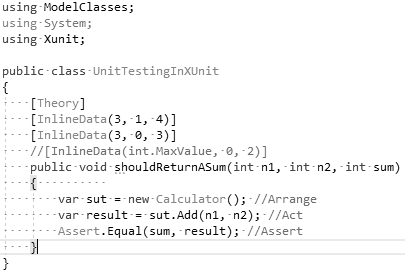 using ModelClasses;
using System;
using Xunit;
public class UnitTestingInXUnit
{
[Theory]
[InlineData(3, 1, 4)]
[InlineData(3, 0, 3)]
//[InlineData(int.MaxValue, 0, 2)]
public void shouldReturnASum(int n1, int n2, int sum)
{
var sut = new Calculator(); //Arrange
var result = sut.Add(n1, n2); //Act
Assert.Equal(sum, result); //Assert
}
}